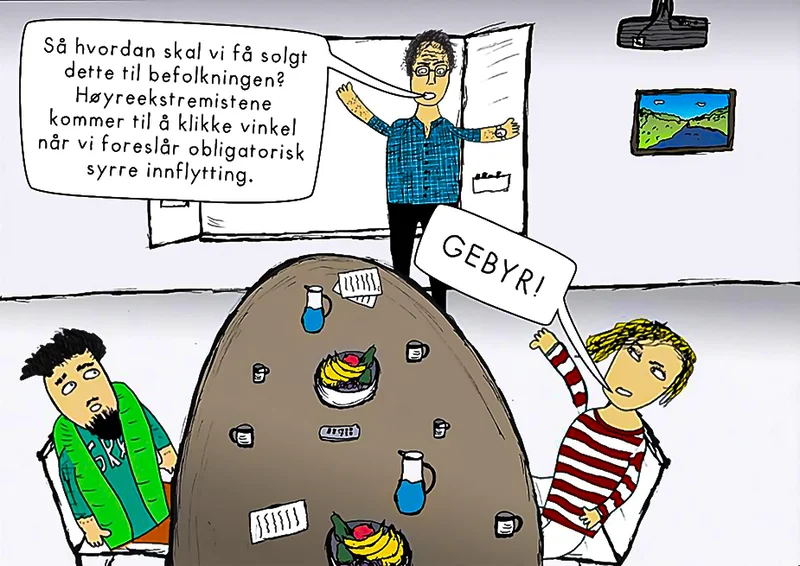 Så hvordan skal vi få solgt
dette til befolkningen?
Høyreekstremistene
kommer til å klikke vinkel
når vi foreslår obligatorisk
syrre innflytting.
GEBYR!